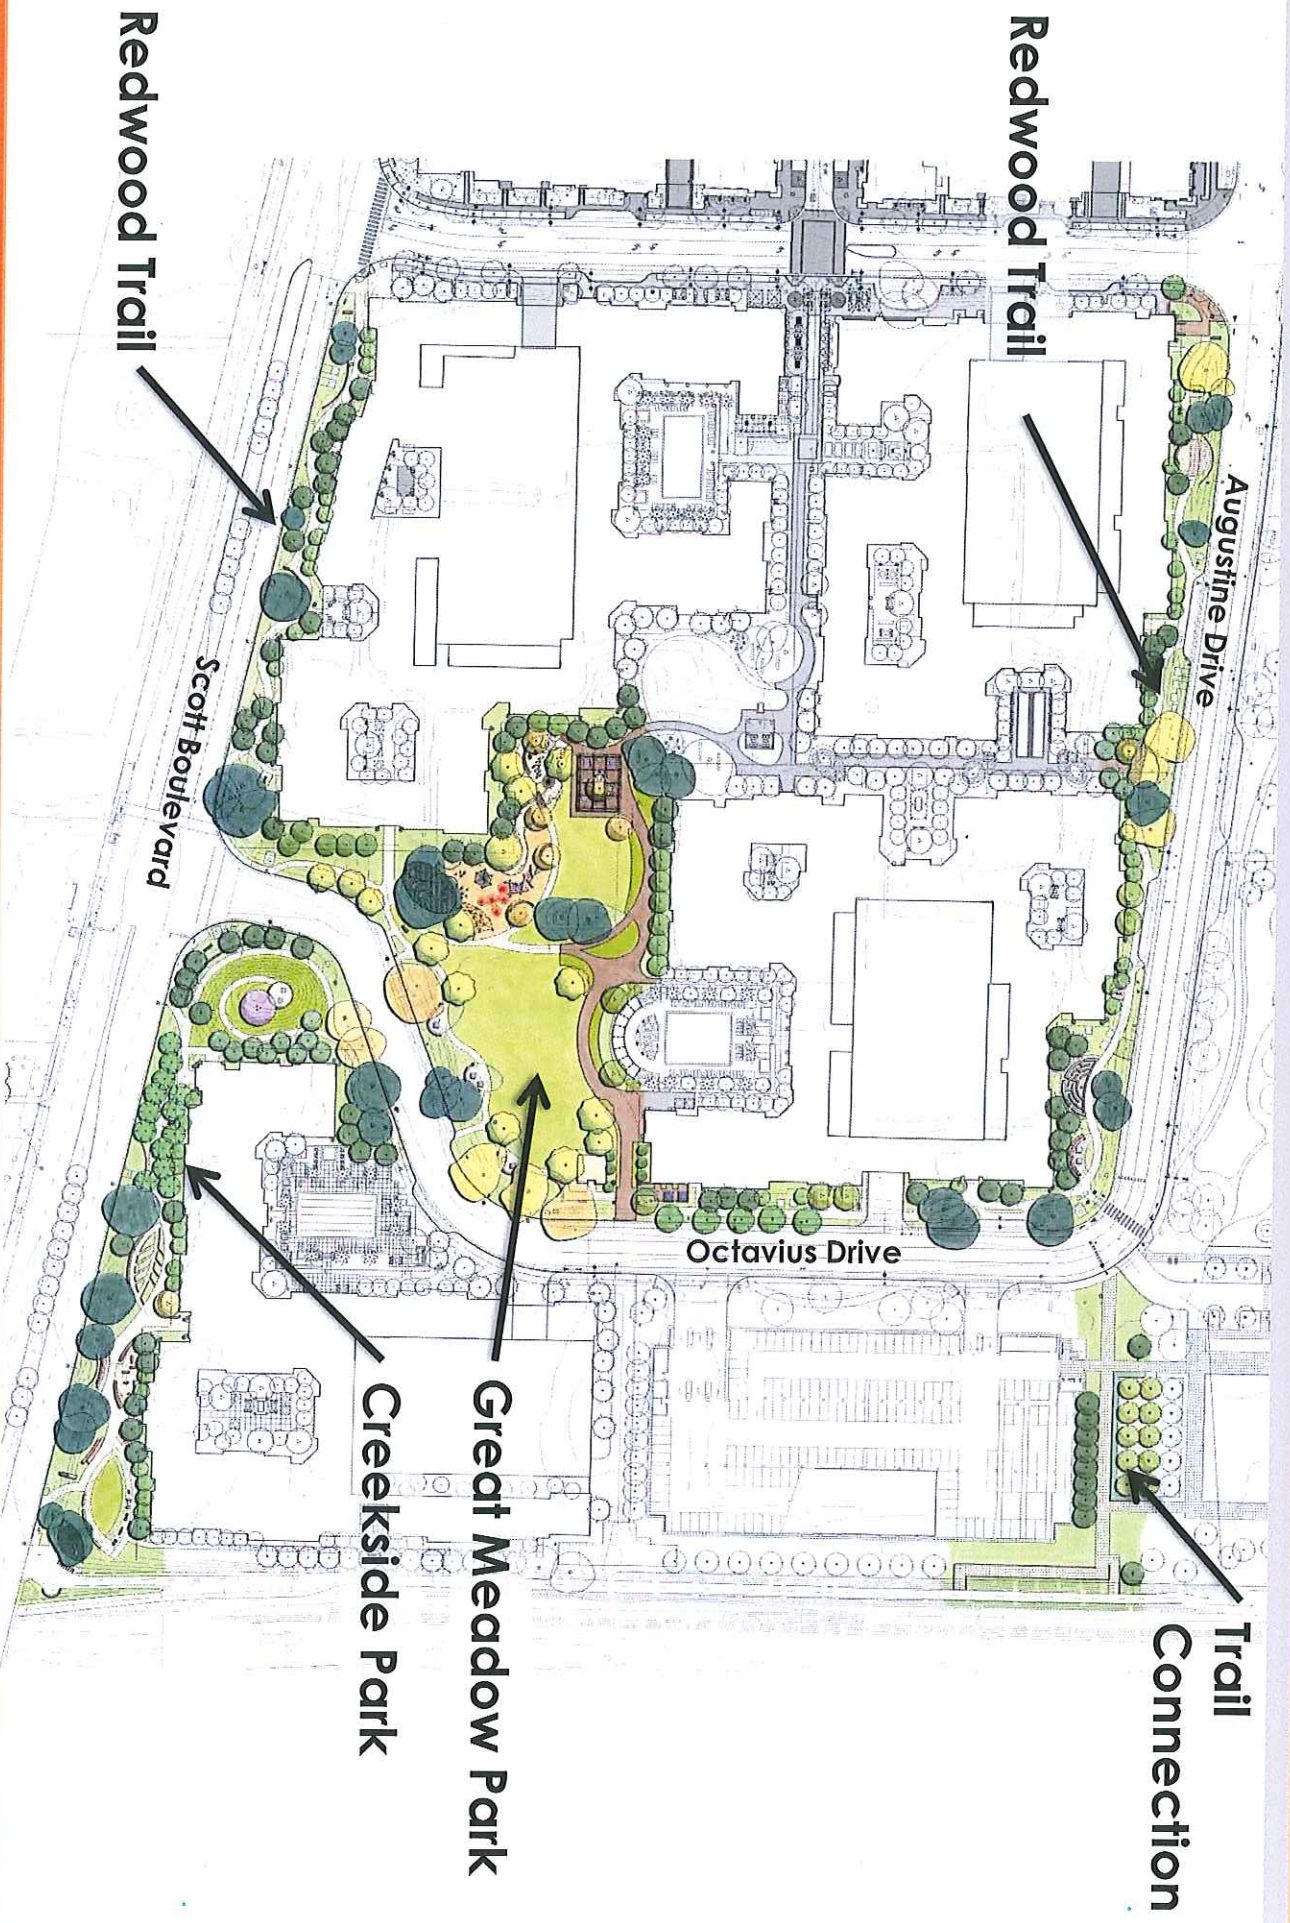 Redwood Trail
Augustine Drive
Trail
Connection
Octavius Drive
Great Meadow Park
Creekside Park
Scott Boulevard
Redwood Trail